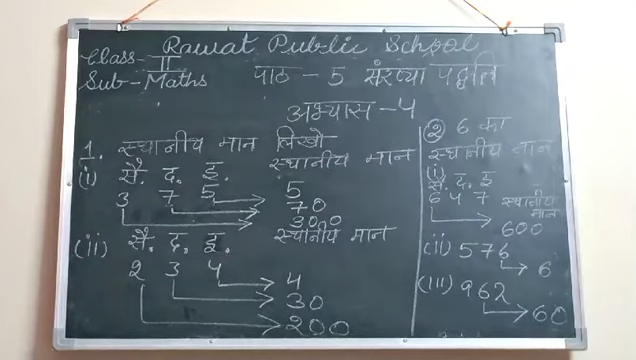 Rawat Public School
Class- II
Sub- Maths
पाठ - 5 संख्या पद्धति
अभ्यास - 4
1. स्थानीय मान लिखो
(i) सै. द. इ. स्थानीय मान
3 7 5 → 5
70
300
(ii) सै. द. इ. स्थानीय मान
2 3 4 → 4
30
200
② 6 का
स्थानीय मान
(i)
सै. द. इ
6 4 7 स्थानीय मान
600
(ii) 576
6
(iii) 962
60